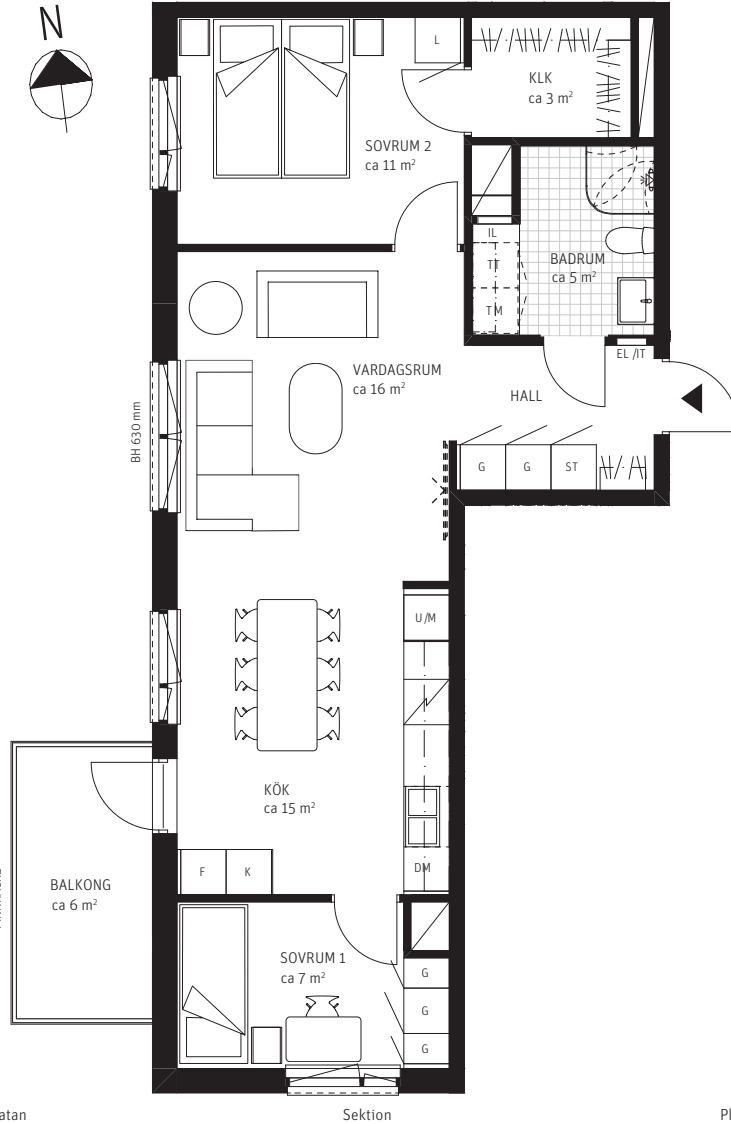 N
L
KLK
ca 3 m²
SOVRUM 2
ca 11 m²
IL
TT
TM
BADRUM
ca 5 m²
EL /IT
VARDAGSRUM
ca 16 m²
HALL
BH 630 mm
G
G
ST
U/M
KÖK
ca 15 m²
DM
F
K
BALKONG
ca 6 m²
SOVRUM 1
ca 7 m²
G
G
G
atan
Sektion
Pl